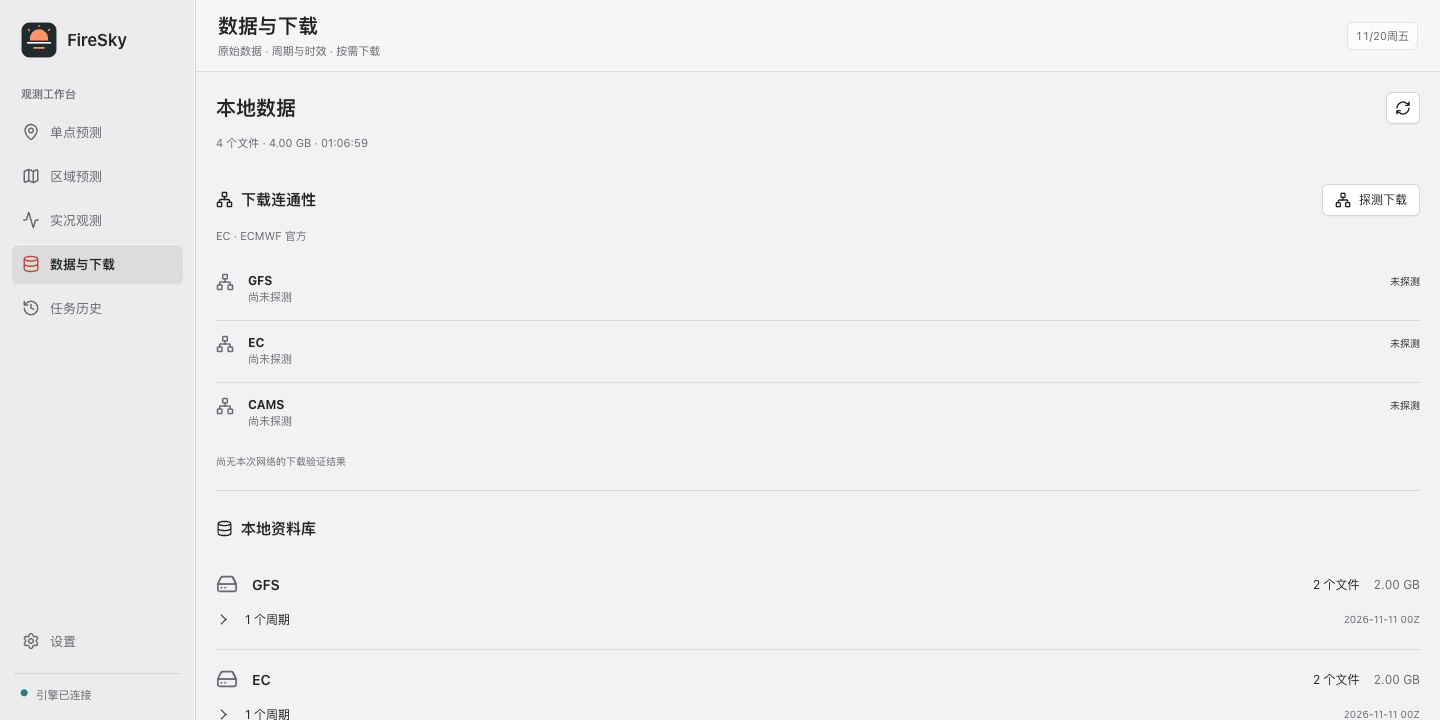 FireSky
观测工作台
单点预测
区域预测
实况观测
数据与下载
任务历史
设置
引擎已连接
数据与下载
原始数据 · 周期与时效 · 按需下载
11/20周五
本地数据
4 个文件 · 4.00 GB · 01:06:59
下载连通性
探测下载
EC · ECMWF 官方
GFS
尚未探测
未探测
EC
尚未探测
未探测
CAMS
尚未探测
未探测
尚无本次网络的下载验证结果
本地资料库
GFS
2 个文件 2.00 GB
1 个周期
2026-11-11 00Z
EC
2 个文件 2.00 GB
1 个周期
2026-11-11 00Z